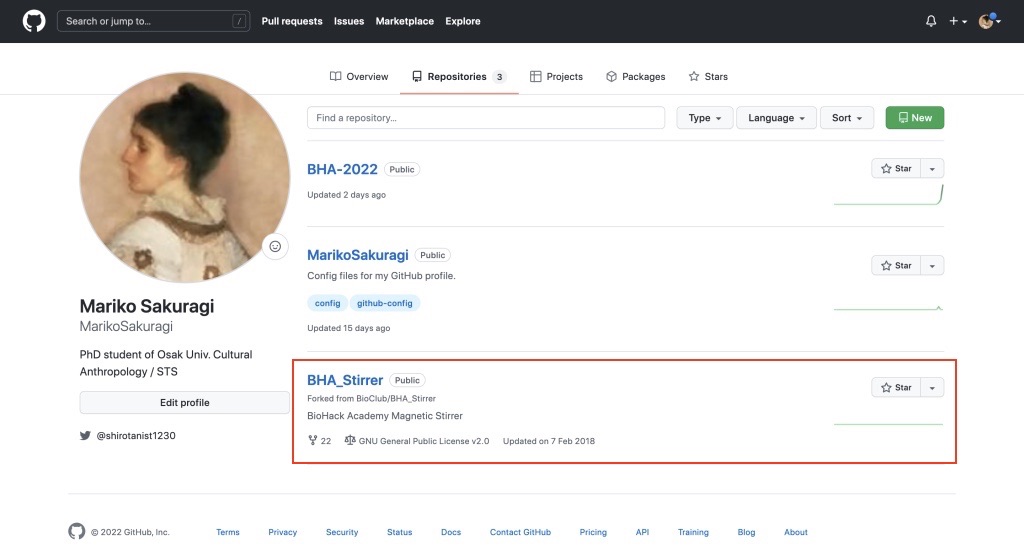 Search or jump to... /
Pull requests Issues Marketplace Explore
Overview Repositories 3 Projects Packages Stars
Find a repository... Type Language Sort New
BHA-2022 Public
Star
Updated 2 days ago
MarikoSakuragi Public
Star
Config files for my GitHub profile.
config github-config
Updated 15 days ago
BHA_Stirrer Public
Star
Forked from BioClub/BHA_Stirrer
BioHack Academy Magnetic Stirrer
22 GNU General Public License v2.0 Updated on 7 Feb 2018
Mariko Sakuragi
MarikoSakuragi
PhD student of Osak Univ. Cultural
Anthropology / STS
Edit profile
@shirotanist1230
© 2022 GitHub, Inc. Terms Privacy Security Status Docs Contact GitHub Pricing API Training Blog About